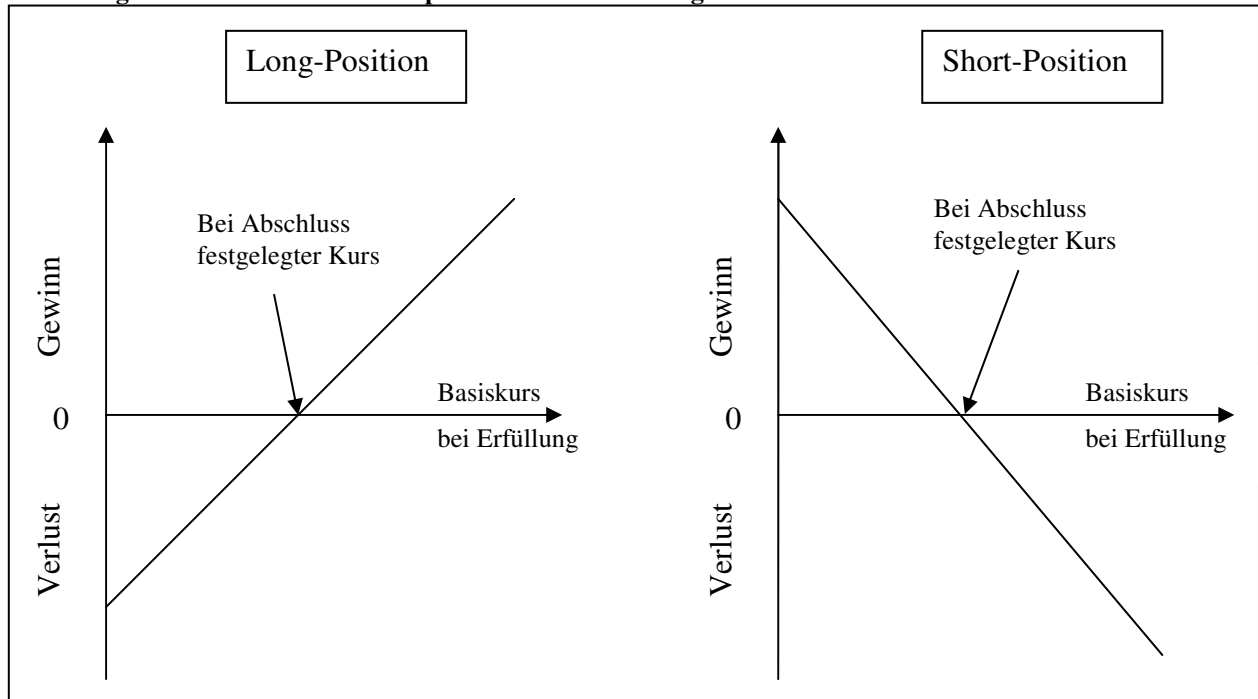 Long-Position
Bei Abschluss
festgelegter Kurs
Gewinn
0
Verlust
Basiskurs
bei Erfüllung
Short-Position
Bei Abschluss
festgelegter Kurs
Gewinn
0
Verlust
Basiskurs
bei Erfüllung